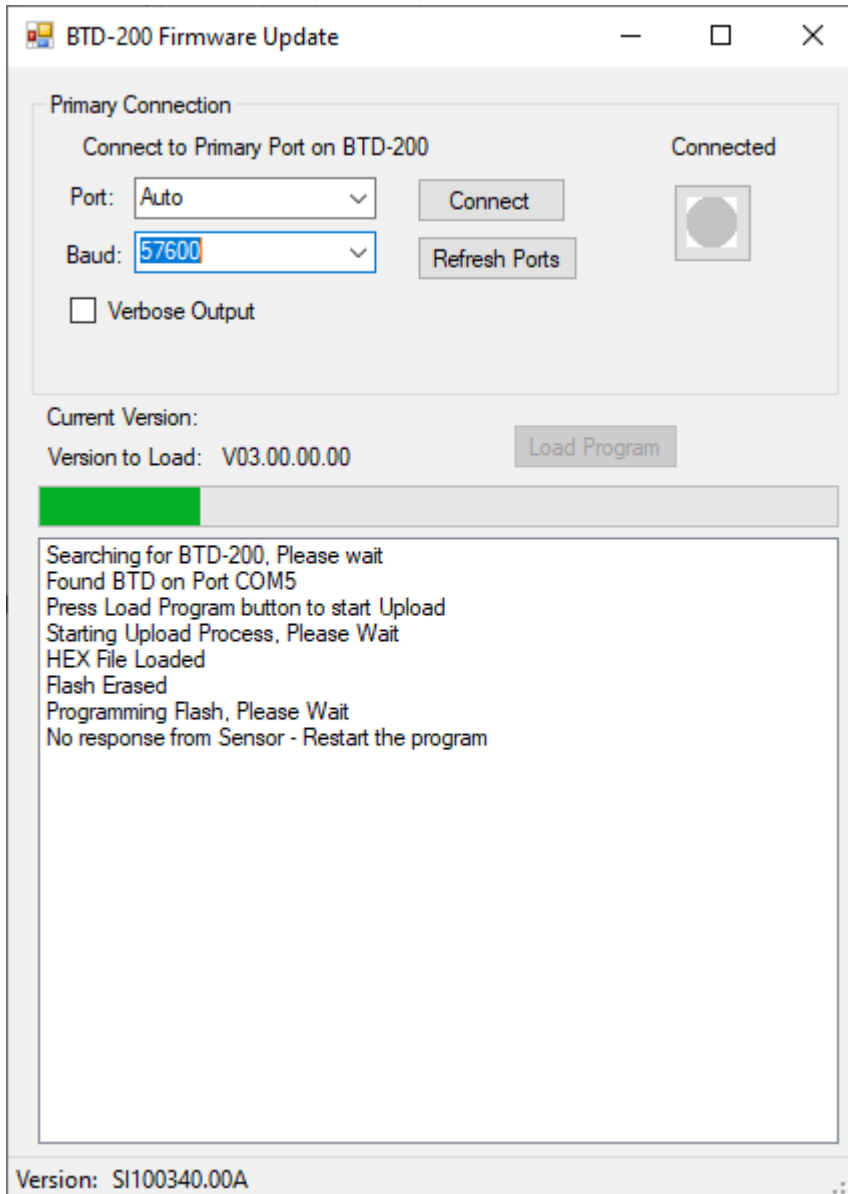 BTD-200 Firmware Update
Primary Connection
Connect to Primary Port on BTD-200
Connected
Port: Auto
Connect
Baud: 57600
Refresh Ports
Verbose Output
Current Version:
Version to Load: V03.00.00.00
Load Program
Searching for BTD-200, Please wait
Found BTD on Port COM5
Press Load Program button to start Upload
Starting Upload Process, Please Wait
HEX File Loaded
Flash Erased
Programming Flash, Please Wait
No response from Sensor - Restart the program
Version: SI100340.00A